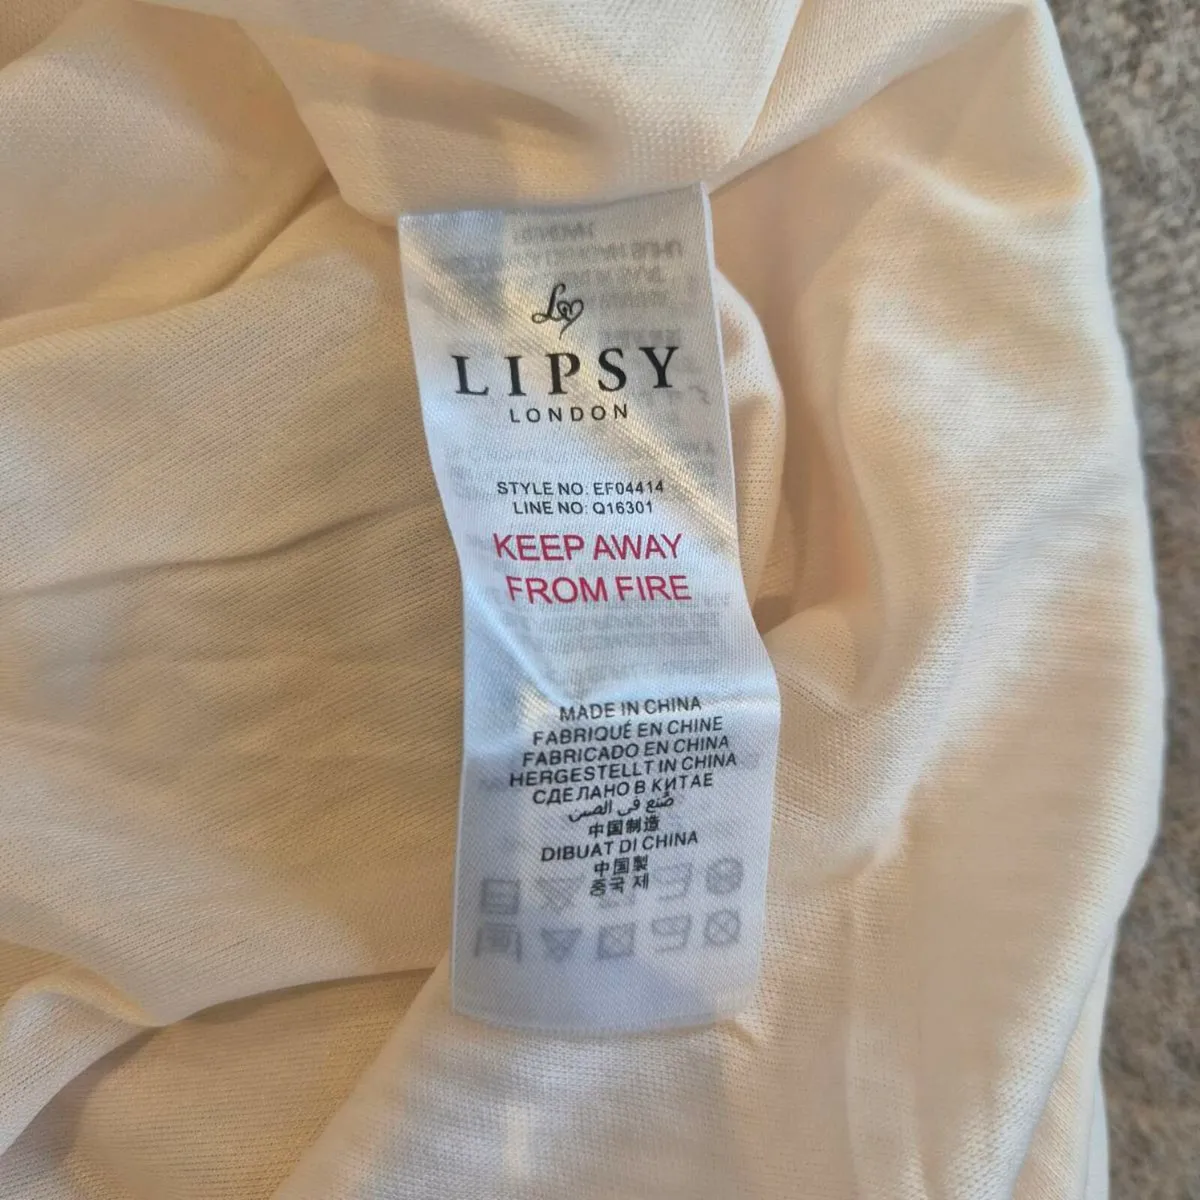 LIPSY
LONDON
STYLE NO: EF04414
LINE NO: Q16301
KEEP AWAY
FROM FIRE
MADE IN CHINA
FABRIQUÉ EN CHINE
FABRICADO EN CHINA
HERGESTELLT IN CHINA
СДЕЛАНО В КИТАЕ
صُنع في الصين
中国制造
DIBUAT DI CHINA
中国製
중국 제